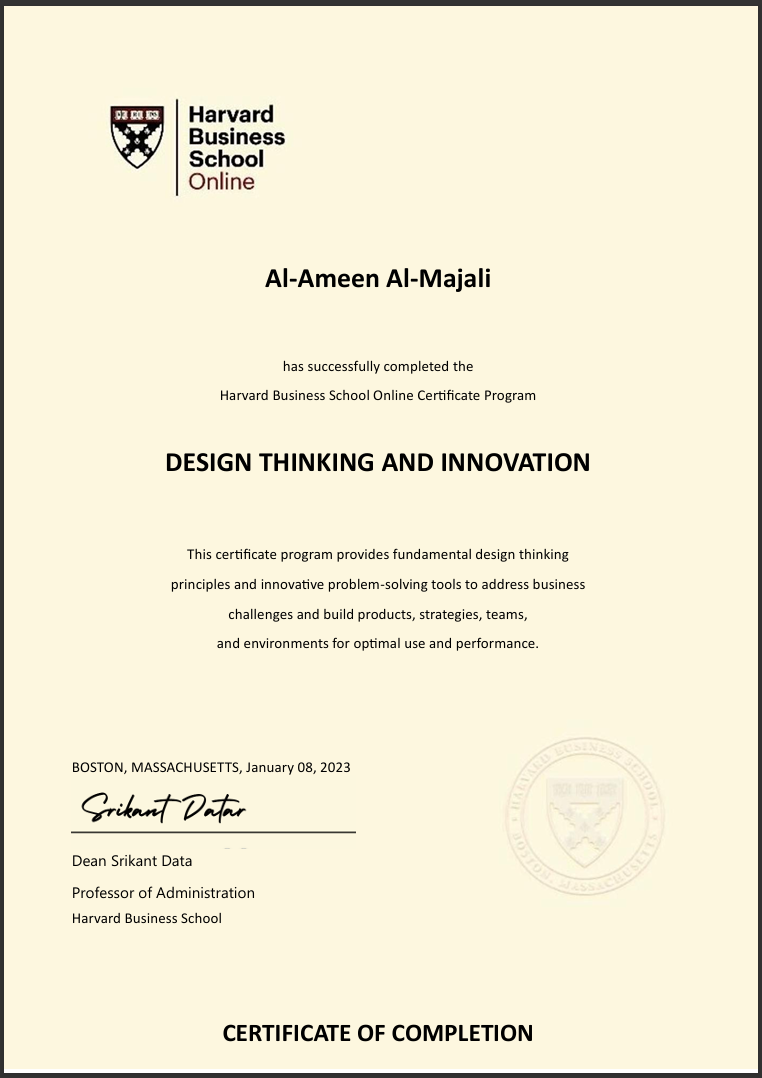 Harvard
Business
School
Online
Al-Ameen Al-Majali
has successfully completed the
Harvard Business School Online Certificate Program
DESIGN THINKING AND INNOVATION
This certificate program provides fundamental design thinking
principles and innovative problem-solving tools to address business
challenges and build products, strategies, teams,
and environments for optimal use and performance.
BOSTON, MASSACHUSETTS, January 08, 2023
Srikant Datar
Dean Srikant Data
Professor of Administration
Harvard Business School
HARVARD BUSINESS SCHOOL
BOSTON, MASSACHUSETTS
CERTIFICATE OF COMPLETION